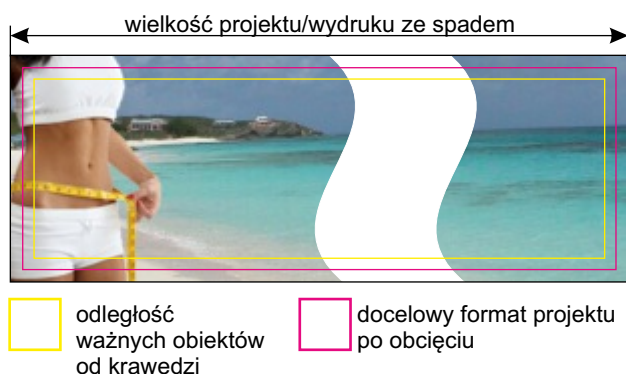 wielkość projektu/wydruku ze spadem
odległość
ważnych obiektów
od krawedzi
docelowy format projektu
po obcięciu